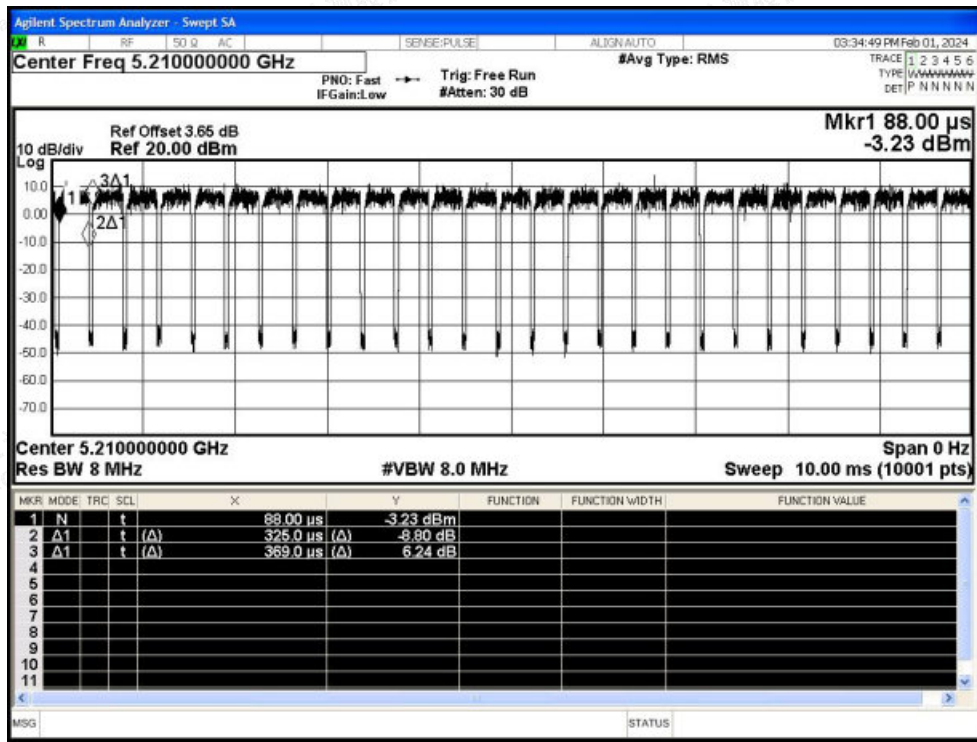 Agilent Spectrum Analyzer - Swept SA
R RF 50 Ω AC SENSE:PULSE ALIGN AUTO 03:34:49 PM Feb 01, 2024
Center Freq 5.210000000 GHz #Avg Type: RMS TRACE 1 2 3 4 5 6
PNO: Fast Trig: Free Run TYPE
IFGain:Low #Atten: 30 dB DET P N N N N N
Mkr1 88.00 µs
Ref Offset 3.65 dB
10 dB/div Ref 20.00 dBm -3.23 dBm
Log
10.0
0.00
-10.0
-20.0
-30.0
-40.0
-50.0
-60.0
-70.0
1 3Δ1
2Δ1
Center 5.210000000 GHz Span 0 Hz
Res BW 8 MHz #VBW 8.0 MHz Sweep 10.00 ms (10001 pts)
MKR MODE TRC SCL X Y FUNCTION FUNCTION WIDTH FUNCTION VALUE
1 N t 88.00 µs -3.23 dBm
2 Δ1 t (Δ) 325.0 µs (Δ) -8.80 dB
3 Δ1 t (Δ) 369.0 µs (Δ) 6.24 dB
4
5
6
7
8
9
10
11
MSG STATUS